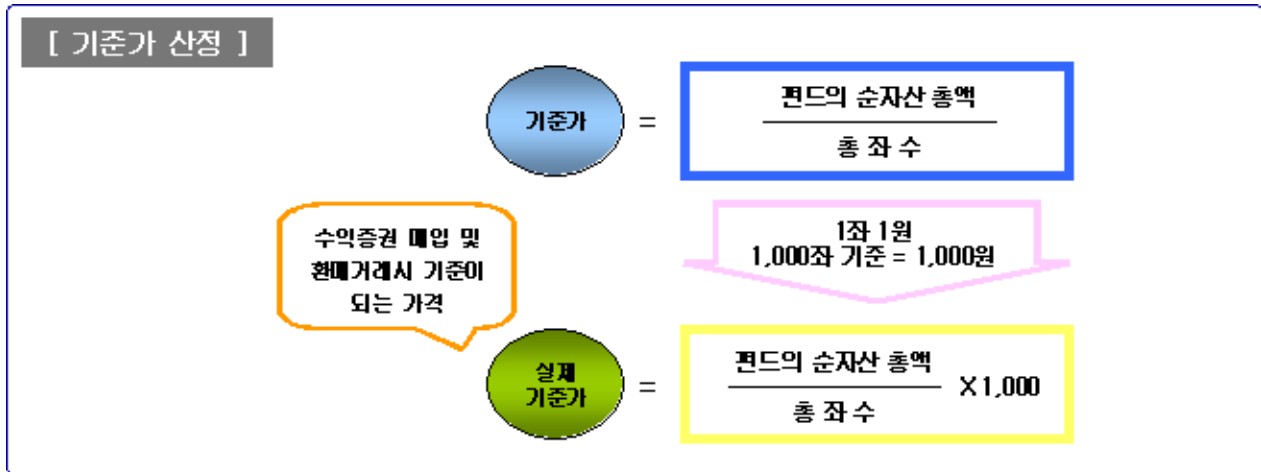 [ 기준가 산정 ]
기준가
=
펀드의 순자산 총액
총 좌 수
1좌 1원
1,000좌 기준 = 1,000원
수익증권 매입 및
환매거래시 기준이
되는 가격
실제
기준가
=
펀드의 순자산 총액
총 좌 수
X 1,000